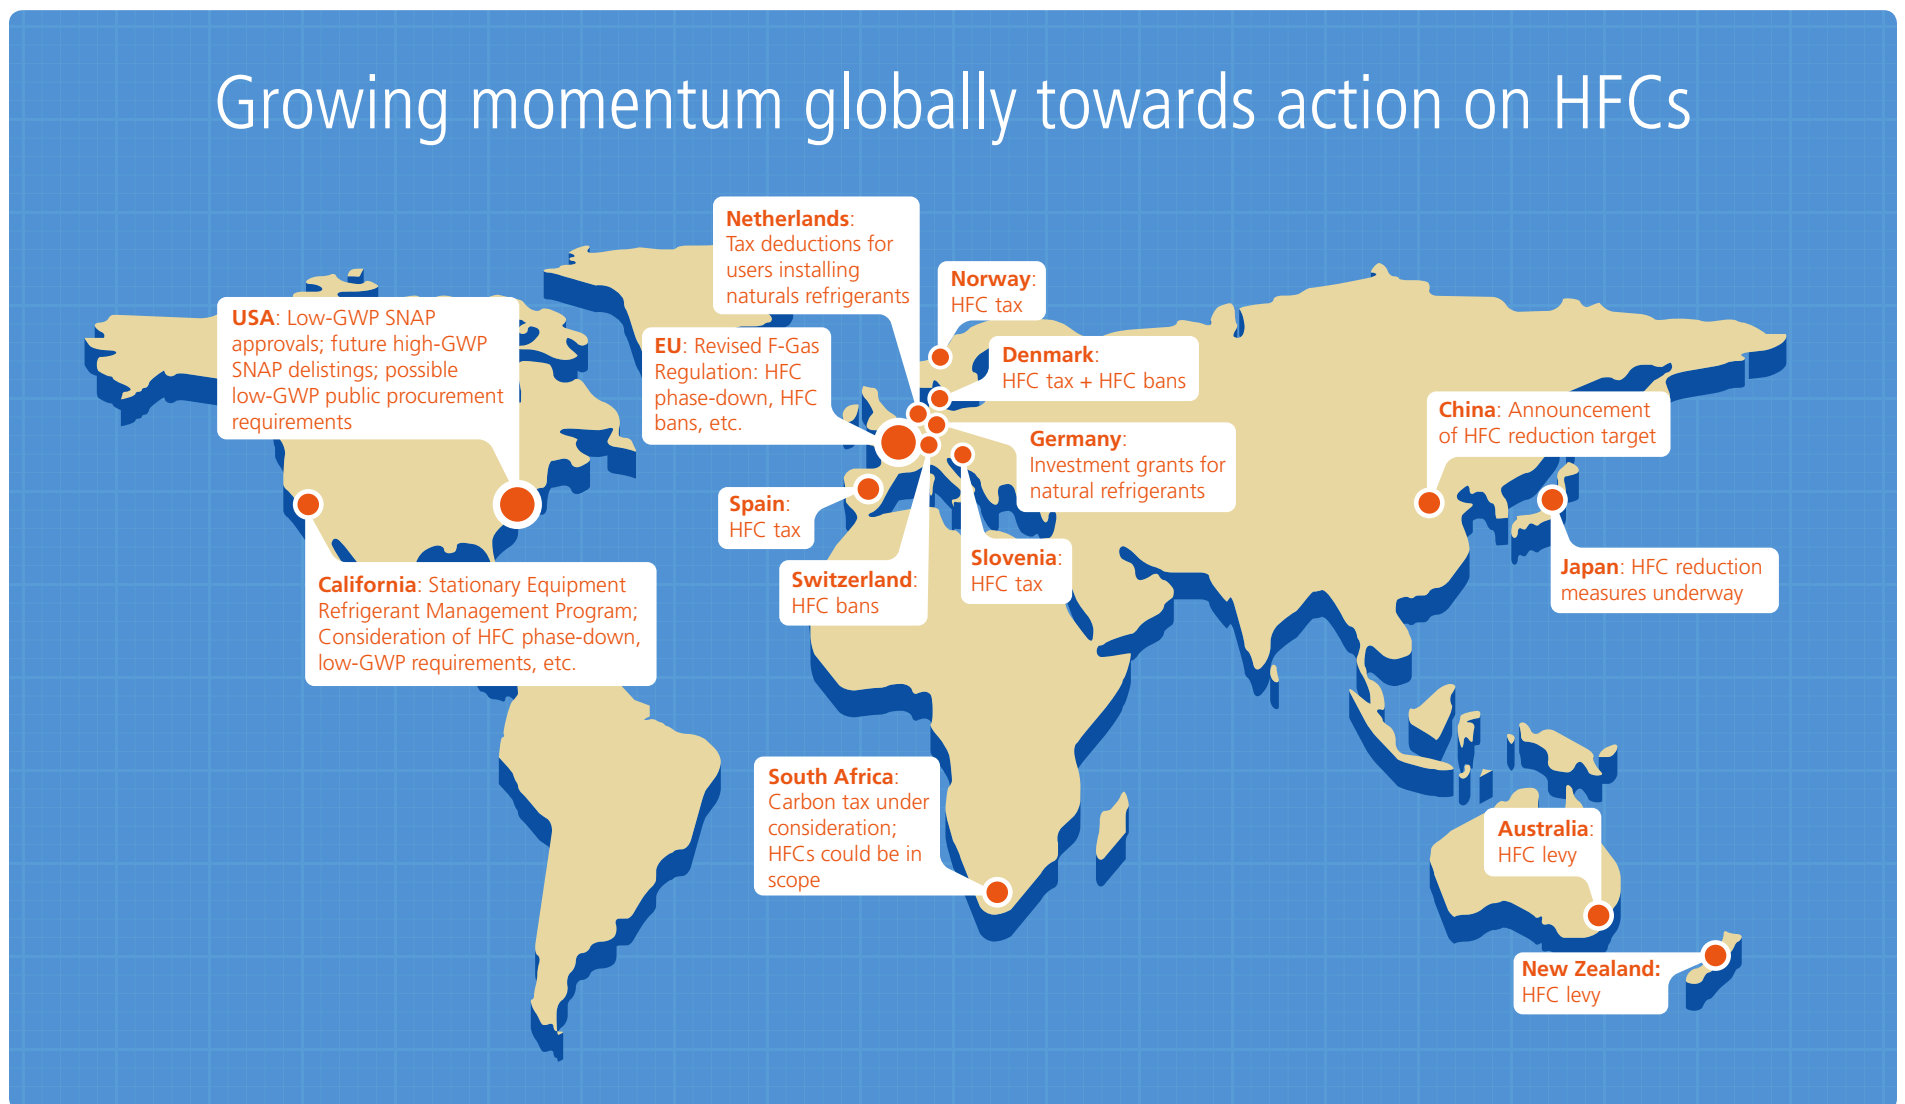 Growing momentum globally towards action on HFCs
Netherlands:
Tax deductions for
users installing
naturals refrigerants
Norway:
HFC tax
USA: Low-GWP SNAP
approvals; future high-GWP
SNAP delistings; possible
low-GWP public procurement
requirements
EU: Revised F-Gas
Regulation: HFC
phase-down, HFC
bans, etc.
Denmark:
HFC tax + HFC bans
China: Announcement
of HFC reduction target
Germany:
Investment grants for
natural refrigerants
Spain:
HFC tax
Switzerland:
HFC bans
Slovenia:
HFC tax
Japan: HFC reduction
measures underway
California: Stationary Equipment
Refrigerant Management Program;
Consideration of HFC phase-down,
low-GWP requirements, etc.
South Africa:
Carbon tax under
consideration;
HFCs could be in
scope
Australia:
HFC levy
New Zealand:
HFC levy